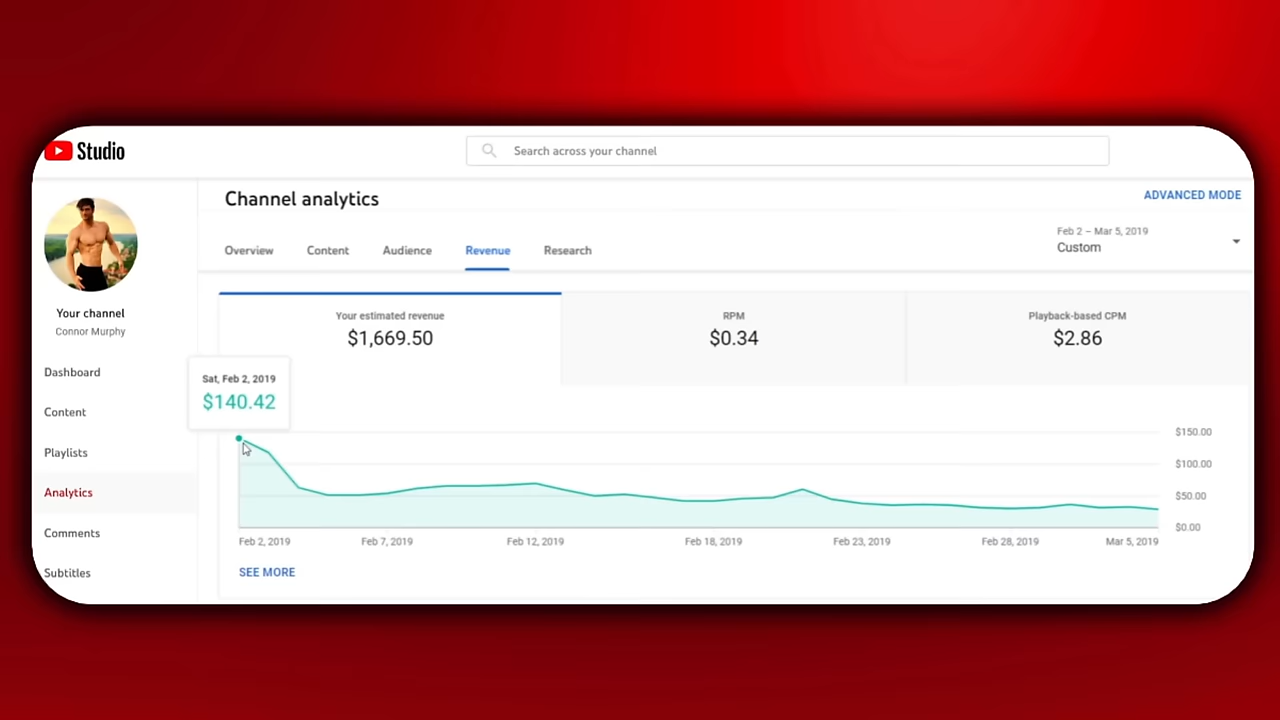 Studio
Search across your channel
Channel analytics
ADVANCED MODE
Overview
Content
Audience
Revenue
Research
Feb 2 – Mar 5, 2019
Custom
Your channel
Connor Murphy
Dashboard
Content
Playlists
Analytics
Comments
Subtitles
Your estimated revenue
$1,669.50
RPM
$0.34
Playback-based CPM
$2.86
Sat, Feb 2, 2019
$140.42
$150.00
$100.00
$50.00
$0.00
Feb 2, 2019
Feb 7, 2019
Feb 12, 2019
Feb 18, 2019
Feb 23, 2019
Feb 28, 2019
Mar 5, 2019
SEE MORE